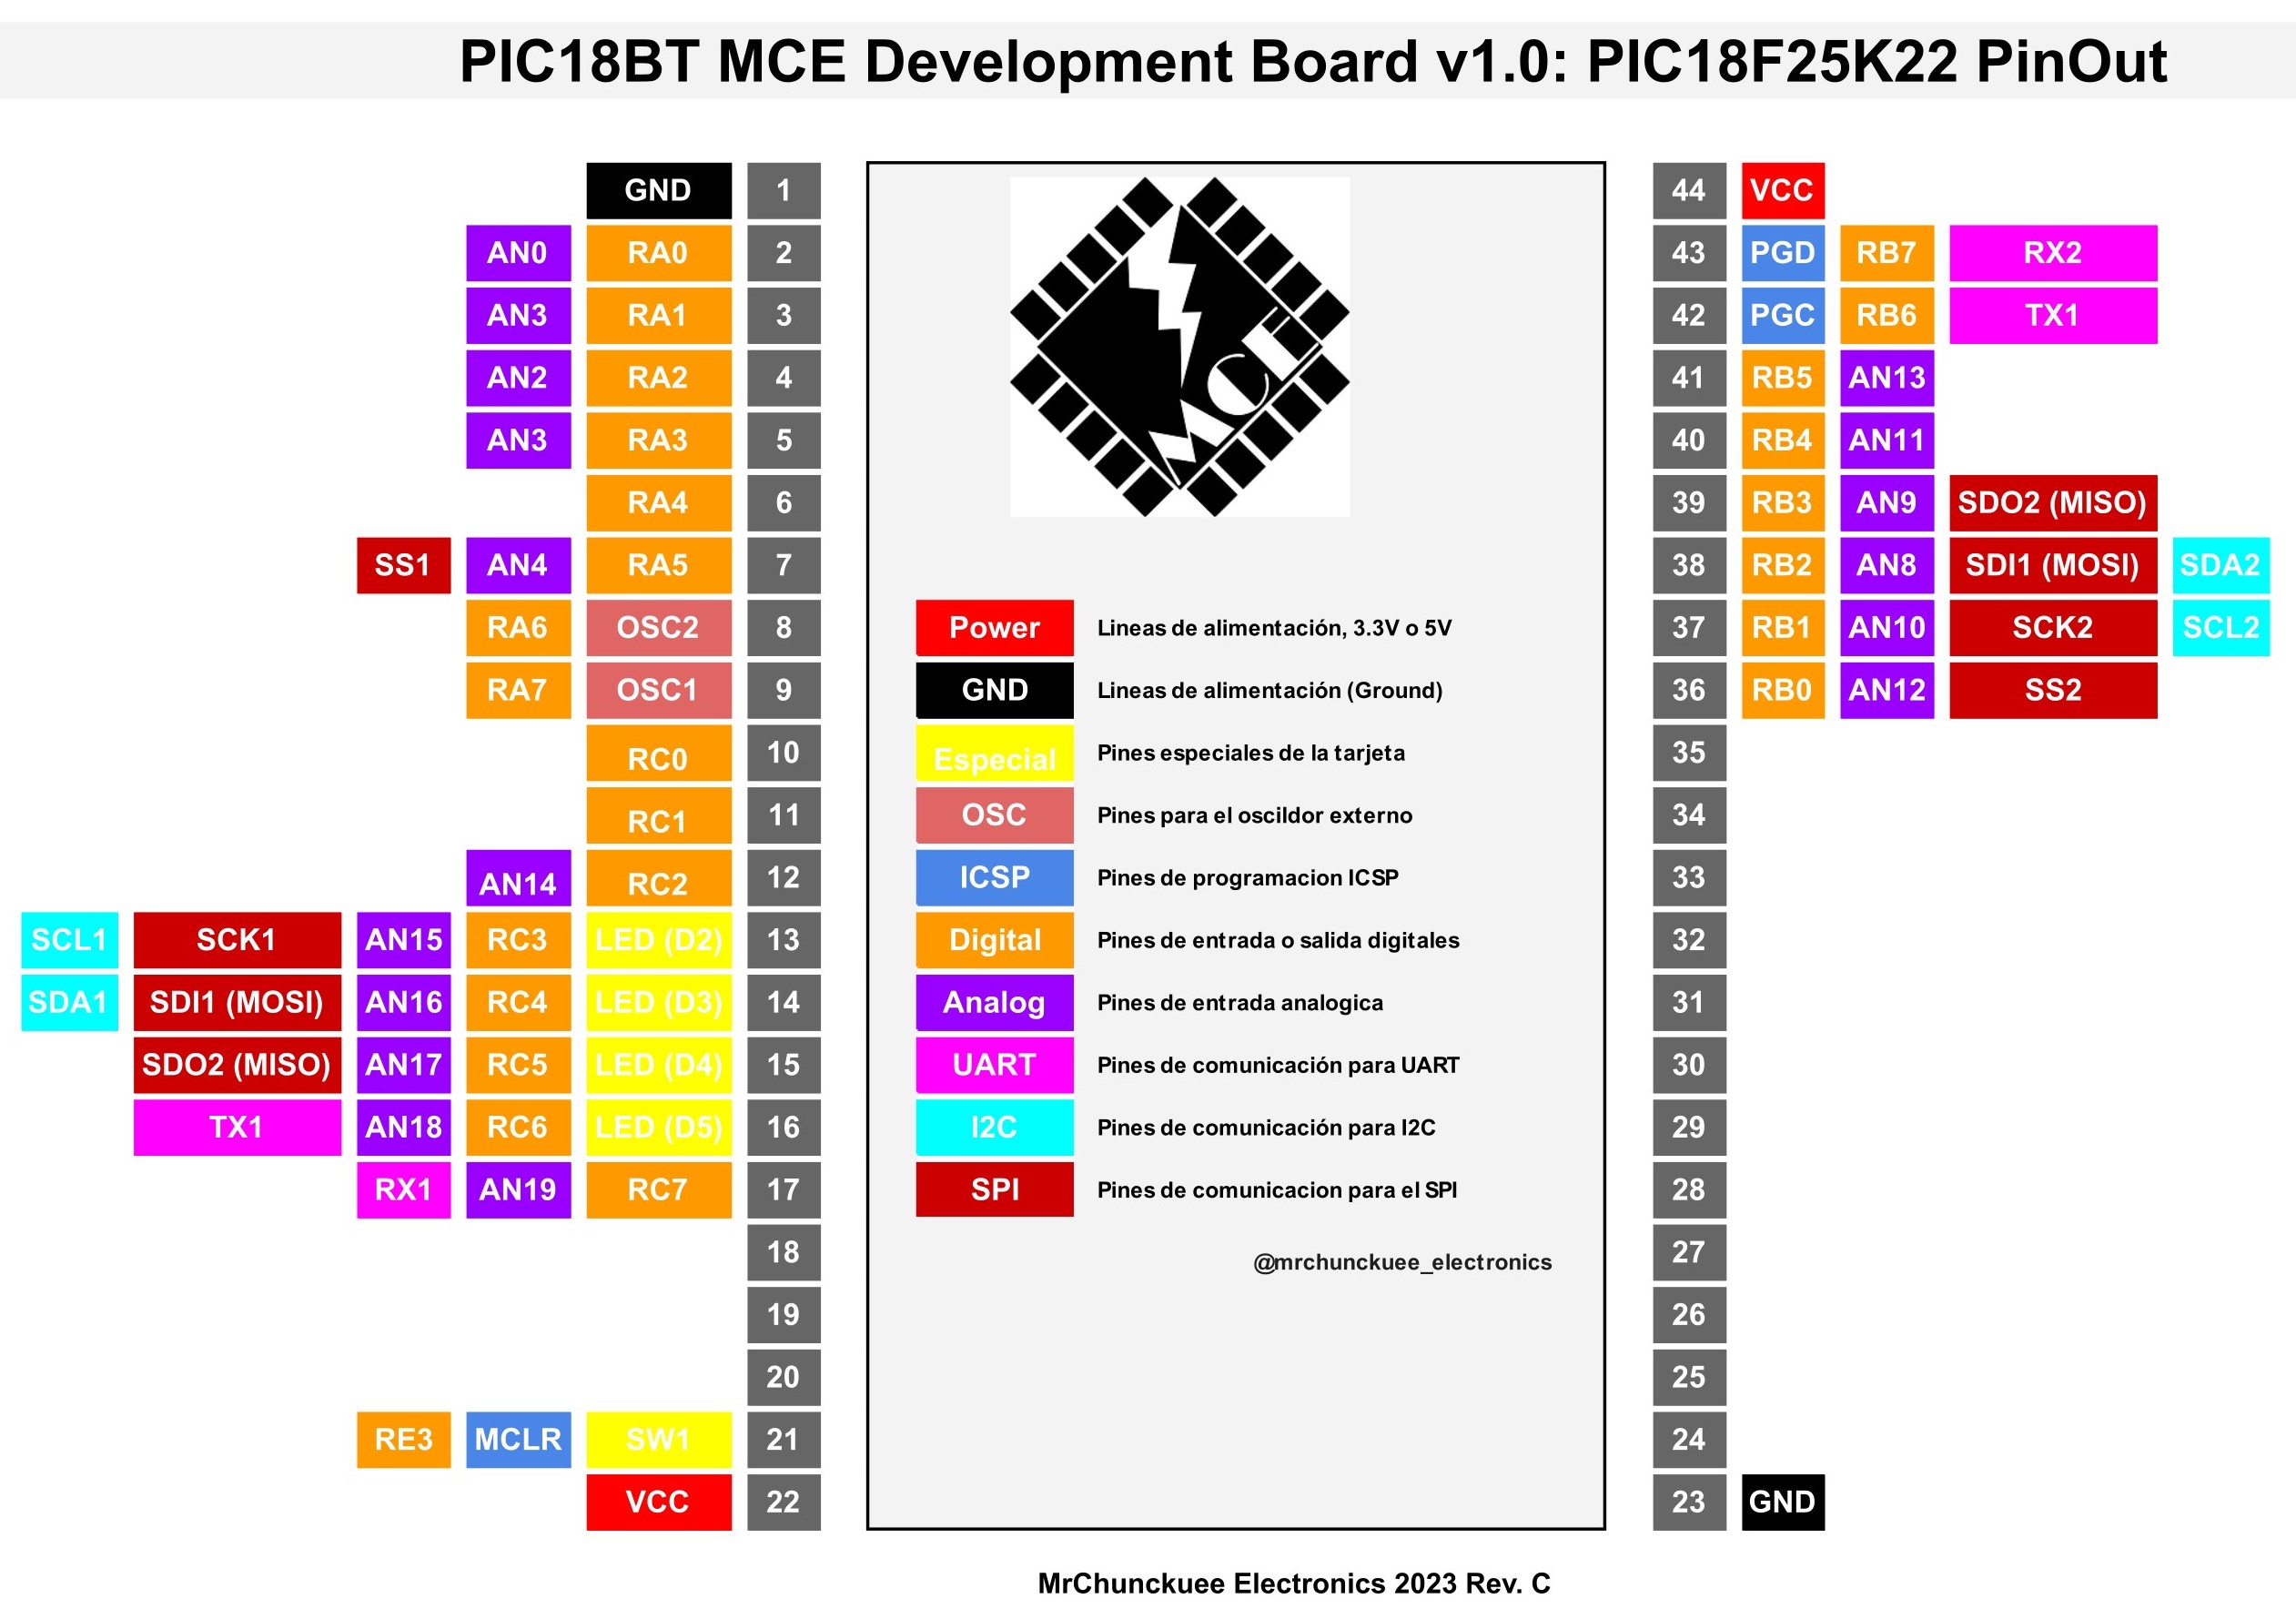 PIC18BT MCE Development Board v1.0: PIC18F25K22 PinOut
GND 1
AN0 RA0 2
AN3 RA1 3
AN2 RA2 4
AN3 RA3 5
RA4 6
SS1 AN4 RA5 7
RA6 OSC2 8
RA7 OSC1 9
RC0 10
RC1 11
AN14 RC2 12
SCL1 SCK1 AN15 RC3 LED (D2) 13
SDA1 SDI1 (MOSI) AN16 RC4 LED (D3) 14
SDO2 (MISO) AN17 RC5 LED (D4) 15
TX1 AN18 RC6 LED (D5) 16
RX1 AN19 RC7 17
18
19
20
RE3 MCLR SW1 21
VCC 22
MCE
Power Lineas de alimentación, 3.3V o 5V
GND Lineas de alimentación (Ground)
Especial Pines especiales de la tarjeta
OSC Pines para el oscildor externo
ICSP Pines de programacion ICSP
Digital Pines de entrada o salida digitales
Analog Pines de entrada analogica
UART Pines de comunicación para UART
I2C Pines de comunicación para I2C
SPI Pines de comunicacion para el SPI
@mrchunckuee_electronics
44 VCC
43 PGD RB7 RX2
42 PGC RB6 TX1
41 RB5 AN13
40 RB4 AN11
39 RB3 AN9 SDO2 (MISO)
38 RB2 AN8 SDI1 (MOSI) SDA2
37 RB1 AN10 SCK2 SCL2
36 RB0 AN12 SS2
35
34
33
32
31
30
29
28
27
26
25
24
23 GND
MrChunckuee Electronics 2023 Rev. C